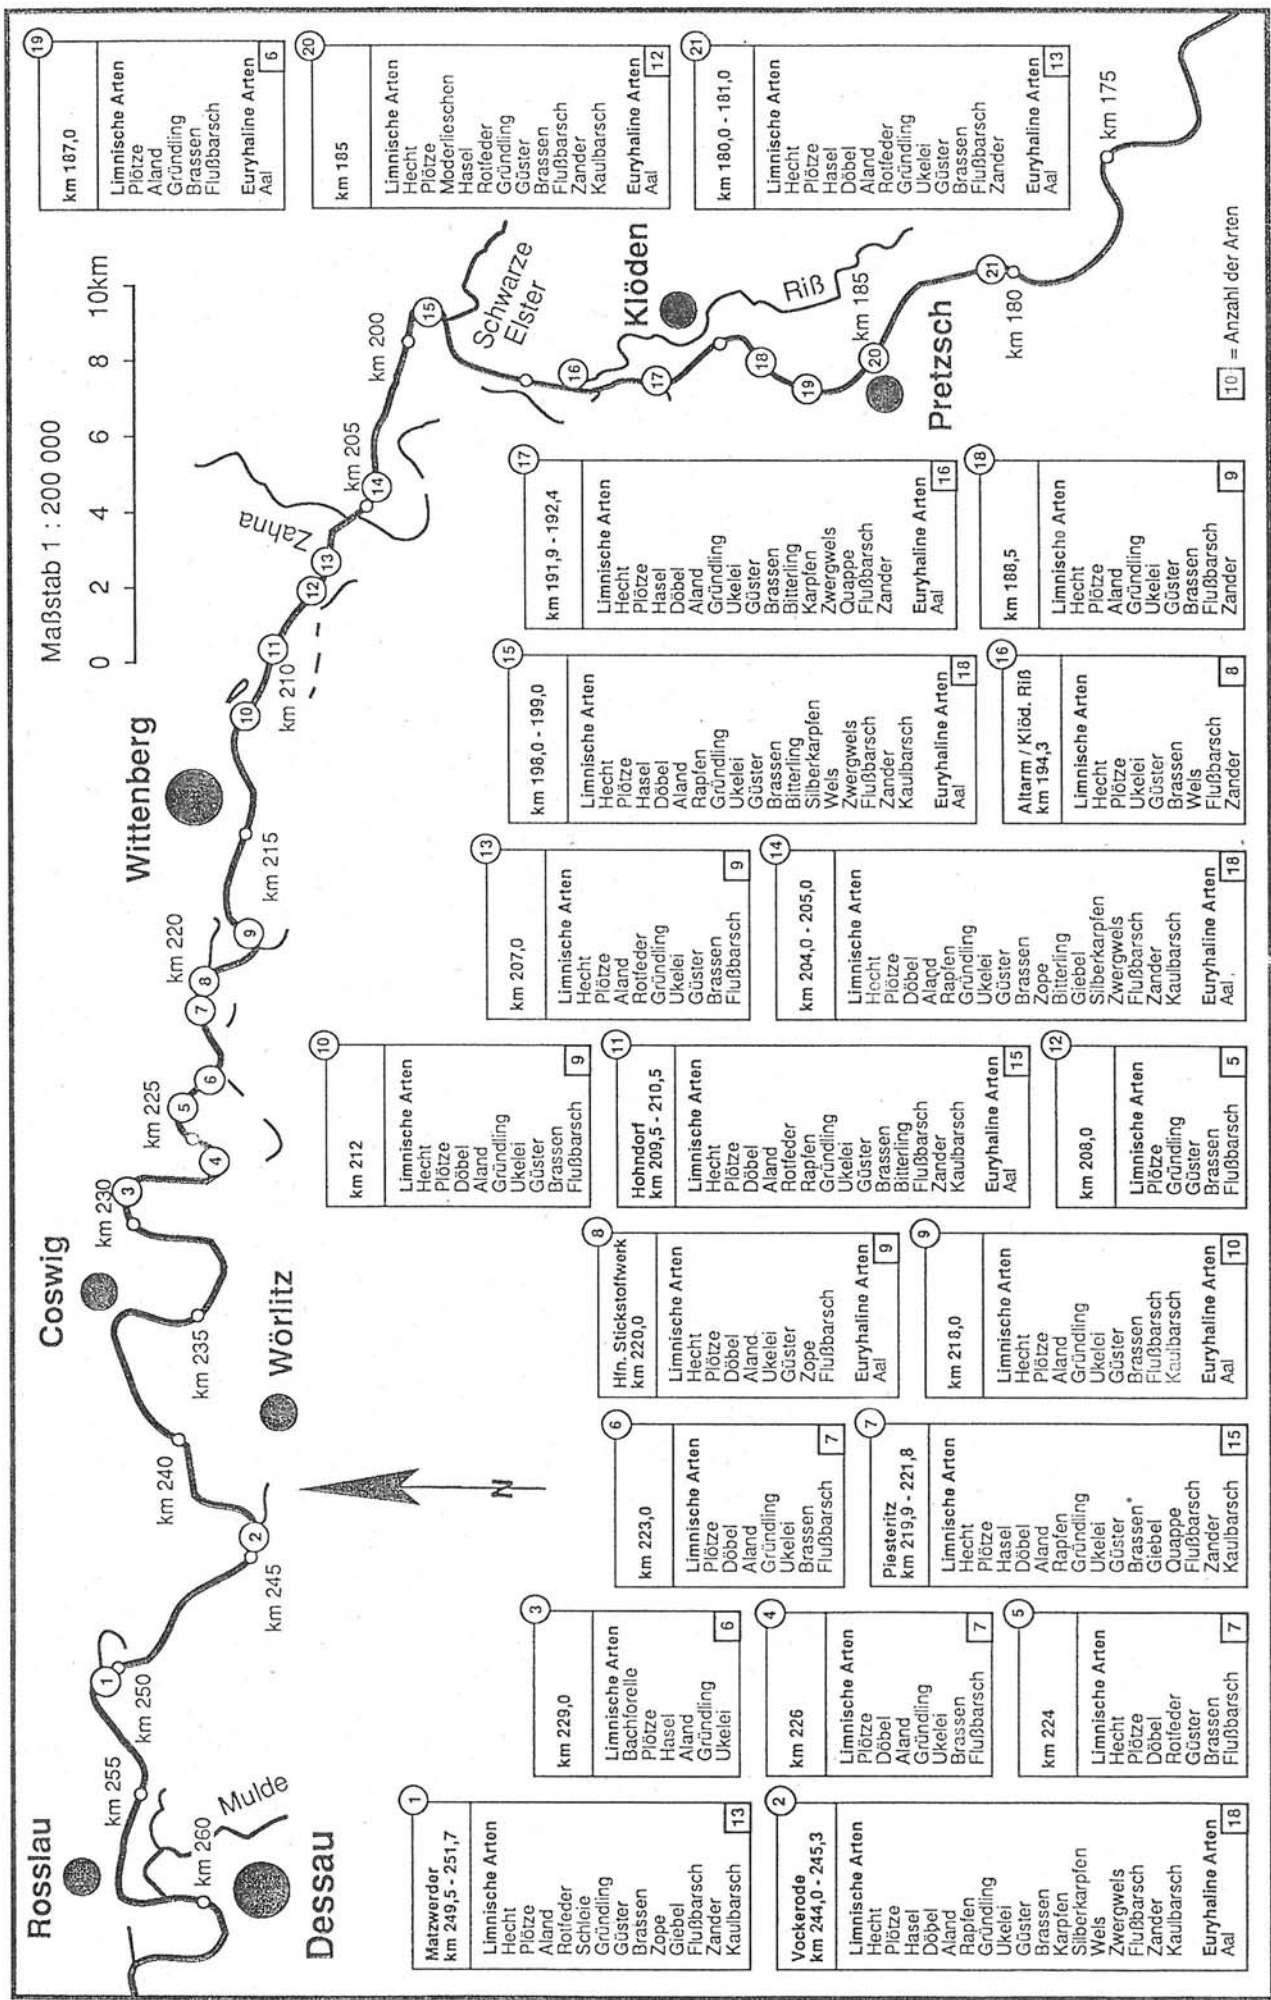 Rosslau
Dessau
Coswig
Wörlitz
Wittenberg
Klöden
Pretzsch
Mulde
Zahna
Schwarze
Elster
Riß
Maßstab 1 : 200 000
0 2 4 6 8 10km
km 260
km 255
km 250
km 245
km 240
km 235
km 230
km 225
km 220
km 215
km 210
km 205
km 200
km 185
km 180
km 175
1
2
3
4
5
6
7
8
9
10
11
12
13
14
15
16
17
18
19
20
21
N
1
Matzwerder
km 249,5 - 251,7
Limnische Arten
Hecht
Plötze
Aland
Rotfeder
Schleie
Gründling
Güster
Brassen
Zope
Giebel
Flußbarsch
Zander
Kaulbarsch
13
2
Vockerode
km 244,0 - 245,3
Limnische Arten
Hecht
Plötze
Hasel
Döbel
Aland
Rapfen
Gründling
Ukelei
Güster
Brassen
Karpfen
Silberkarpfen
Wels
Zwergwels
Flußbarsch
Zander
Kaulbarsch
Euryhaline Arten
Aal
18
3
km 229,0
Limnische Arten
Bachforelle
Plötze
Hasel
Aland
Gründling
Ukelei
6
4
km 226
Limnische Arten
Plötze
Döbel
Aland
Gründling
Ukelei
Brassen
Flußbarsch
7
5
km 224
Limnische Arten
Hecht
Plötze
Döbel
Rotfeder
Güster
Brassen
Flußbarsch
7
6
km 223,0
Limnische Arten
Plötze
Döbel
Aland
Gründling
Ukelei
Brassen
Flußbarsch
7
7
Piesteritz
km 219,9 - 221,8
Limnische Arten
Hecht
Plötze
Hasel
Döbel
Aland
Rapfen
Gründling
Ukelei
Güster
Brassen*
Giebel
Quappe
Flußbarsch
Zander
Kaulbarsch
15
8
Hfn. Stickstoffwerk
km 220,0
Limnische Arten
Hecht
Plötze
Döbel
Aland
Ukelei
Güster
Zope
Flußbarsch
Euryhaline Arten
Aal
9
9
km 218,0
Limnische Arten
Hecht
Plötze
Aland
Gründling
Ukelei
Güster
Brassen
Flußbarsch
Kaulbarsch
Euryhaline Arten
Aal
10
10
km 212
Limnische Arten
Hecht
Plötze
Döbel
Aland
Gründling
Ukelei
Güster
Brassen
Flußbarsch
9
11
Hohndorf
km 209,5 - 210,5
Limnische Arten
Hecht
Plötze
Döbel
Aland
Rotfeder
Rapfen
Gründling
Ukelei
Güster
Brassen
Bitterling
Flußbarsch
Zander
Kaulbarsch
Euryhaline Arten
Aal
15
12
km 208,0
Limnische Arten
Plötze
Gründling
Güster
Brassen
Flußbarsch
5
13
km 207,0
Limnische Arten
Hecht
Plötze
Aland
Rotfeder
Gründling
Ukelei
Güster
Brassen
Flußbarsch
9
14
km 204,0 - 205,0
Limnische Arten
Hecht
Plötze
Döbel
Aland
Rapfen
Gründling
Ukelei
Güster
Brassen
Zope
Bitterling
Giebel
Silberkarpfen
Zwergwels
Flußbarsch
Zander
Kaulbarsch
Euryhaline Arten
Aal
18
15
km 198,0 - 199,0
Limnische Arten
Hecht
Plötze
Hasel
Döbel
Aland
Rapfen
Gründling
Ukelei
Güster
Brassen
Bitterling
Silberkarpfen
Wels
Zwergwels
Flußbarsch
Zander
Kaulbarsch
Euryhaline Arten
Aal
18
16
Altarm / Klöd. Riß
km 194,3
Limnische Arten
Hecht
Plötze
Ukelei
Güster
Brassen
Wels
Flußbarsch
Zander
8
17
km 191,9 - 192,4
Limnische Arten
Hecht
Plötze
Hasel
Döbel
Aland
Gründling
Ukelei
Güster
Brassen
Bitterling
Karpfen
Zwergwels
Quappe
Flußbarsch
Zander
Euryhaline Arten
Aal
16
18
km 188,5
Limnische Arten
Hecht
Plötze
Aland
Gründling
Ukelei
Güster
Brassen
Flußbarsch
Zander
9
19
km 187,0
Limnische Arten
Plötze
Aland
Gründling
Brassen
Flußbarsch
Euryhaline Arten
Aal
6
20
km 185
Limnische Arten
Hecht
Plötze
Moderlieschen
Hasel
Rotfeder
Gründling
Güster
Brassen
Flußbarsch
Zander
Kaulbarsch
Euryhaline Arten
Aal
12
21
km 180,0 - 181,0
Limnische Arten
Hecht
Plötze
Hasel
Döbel
Aland
Rotfeder
Gründling
Ukelei
Güster
Brassen
Flußbarsch
Zander
Euryhaline Arten
Aal
13
10 = Anzahl der Arten